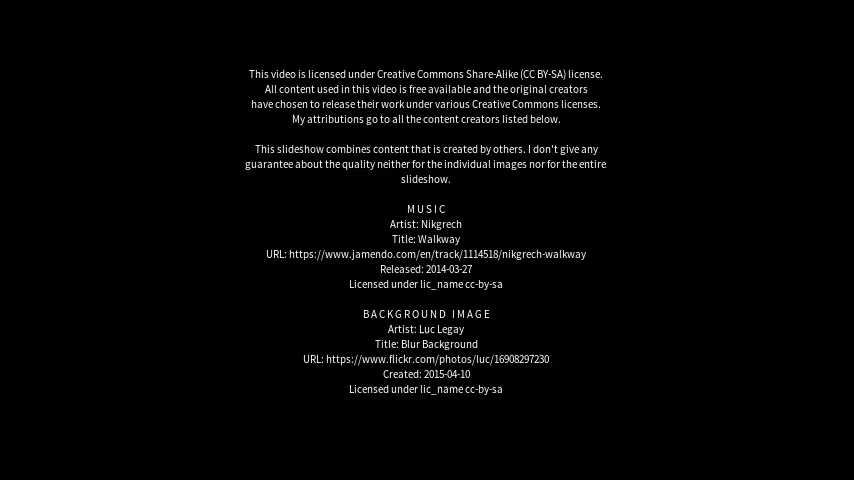 This video is licensed under Creative Commons Share-Alike (CC BY-SA) license.
All content used in this video is free available and the original creators
have chosen to release their work under various Creative Commons licenses.
My attributions go to all the content creators listed below.
This slideshow combines content that is created by others. I don't give any
guarantee about the quality neither for the individual images nor for the entire
slideshow.
MUSIC
Artist: Nikgrech
Title: Walkway
URL: https://www.jamendo.com/en/track/1114518/nikgrech-walkway
Released: 2014-03-27
Licensed under lic_name cc-by-sa
BACKGROUND IMAGE
Artist: Luc Legay
Title: Blur Background
URL: https://www.flickr.com/photos/luc/16908297230
Created: 2015-04-10
Licensed under lic_name cc-by-sa